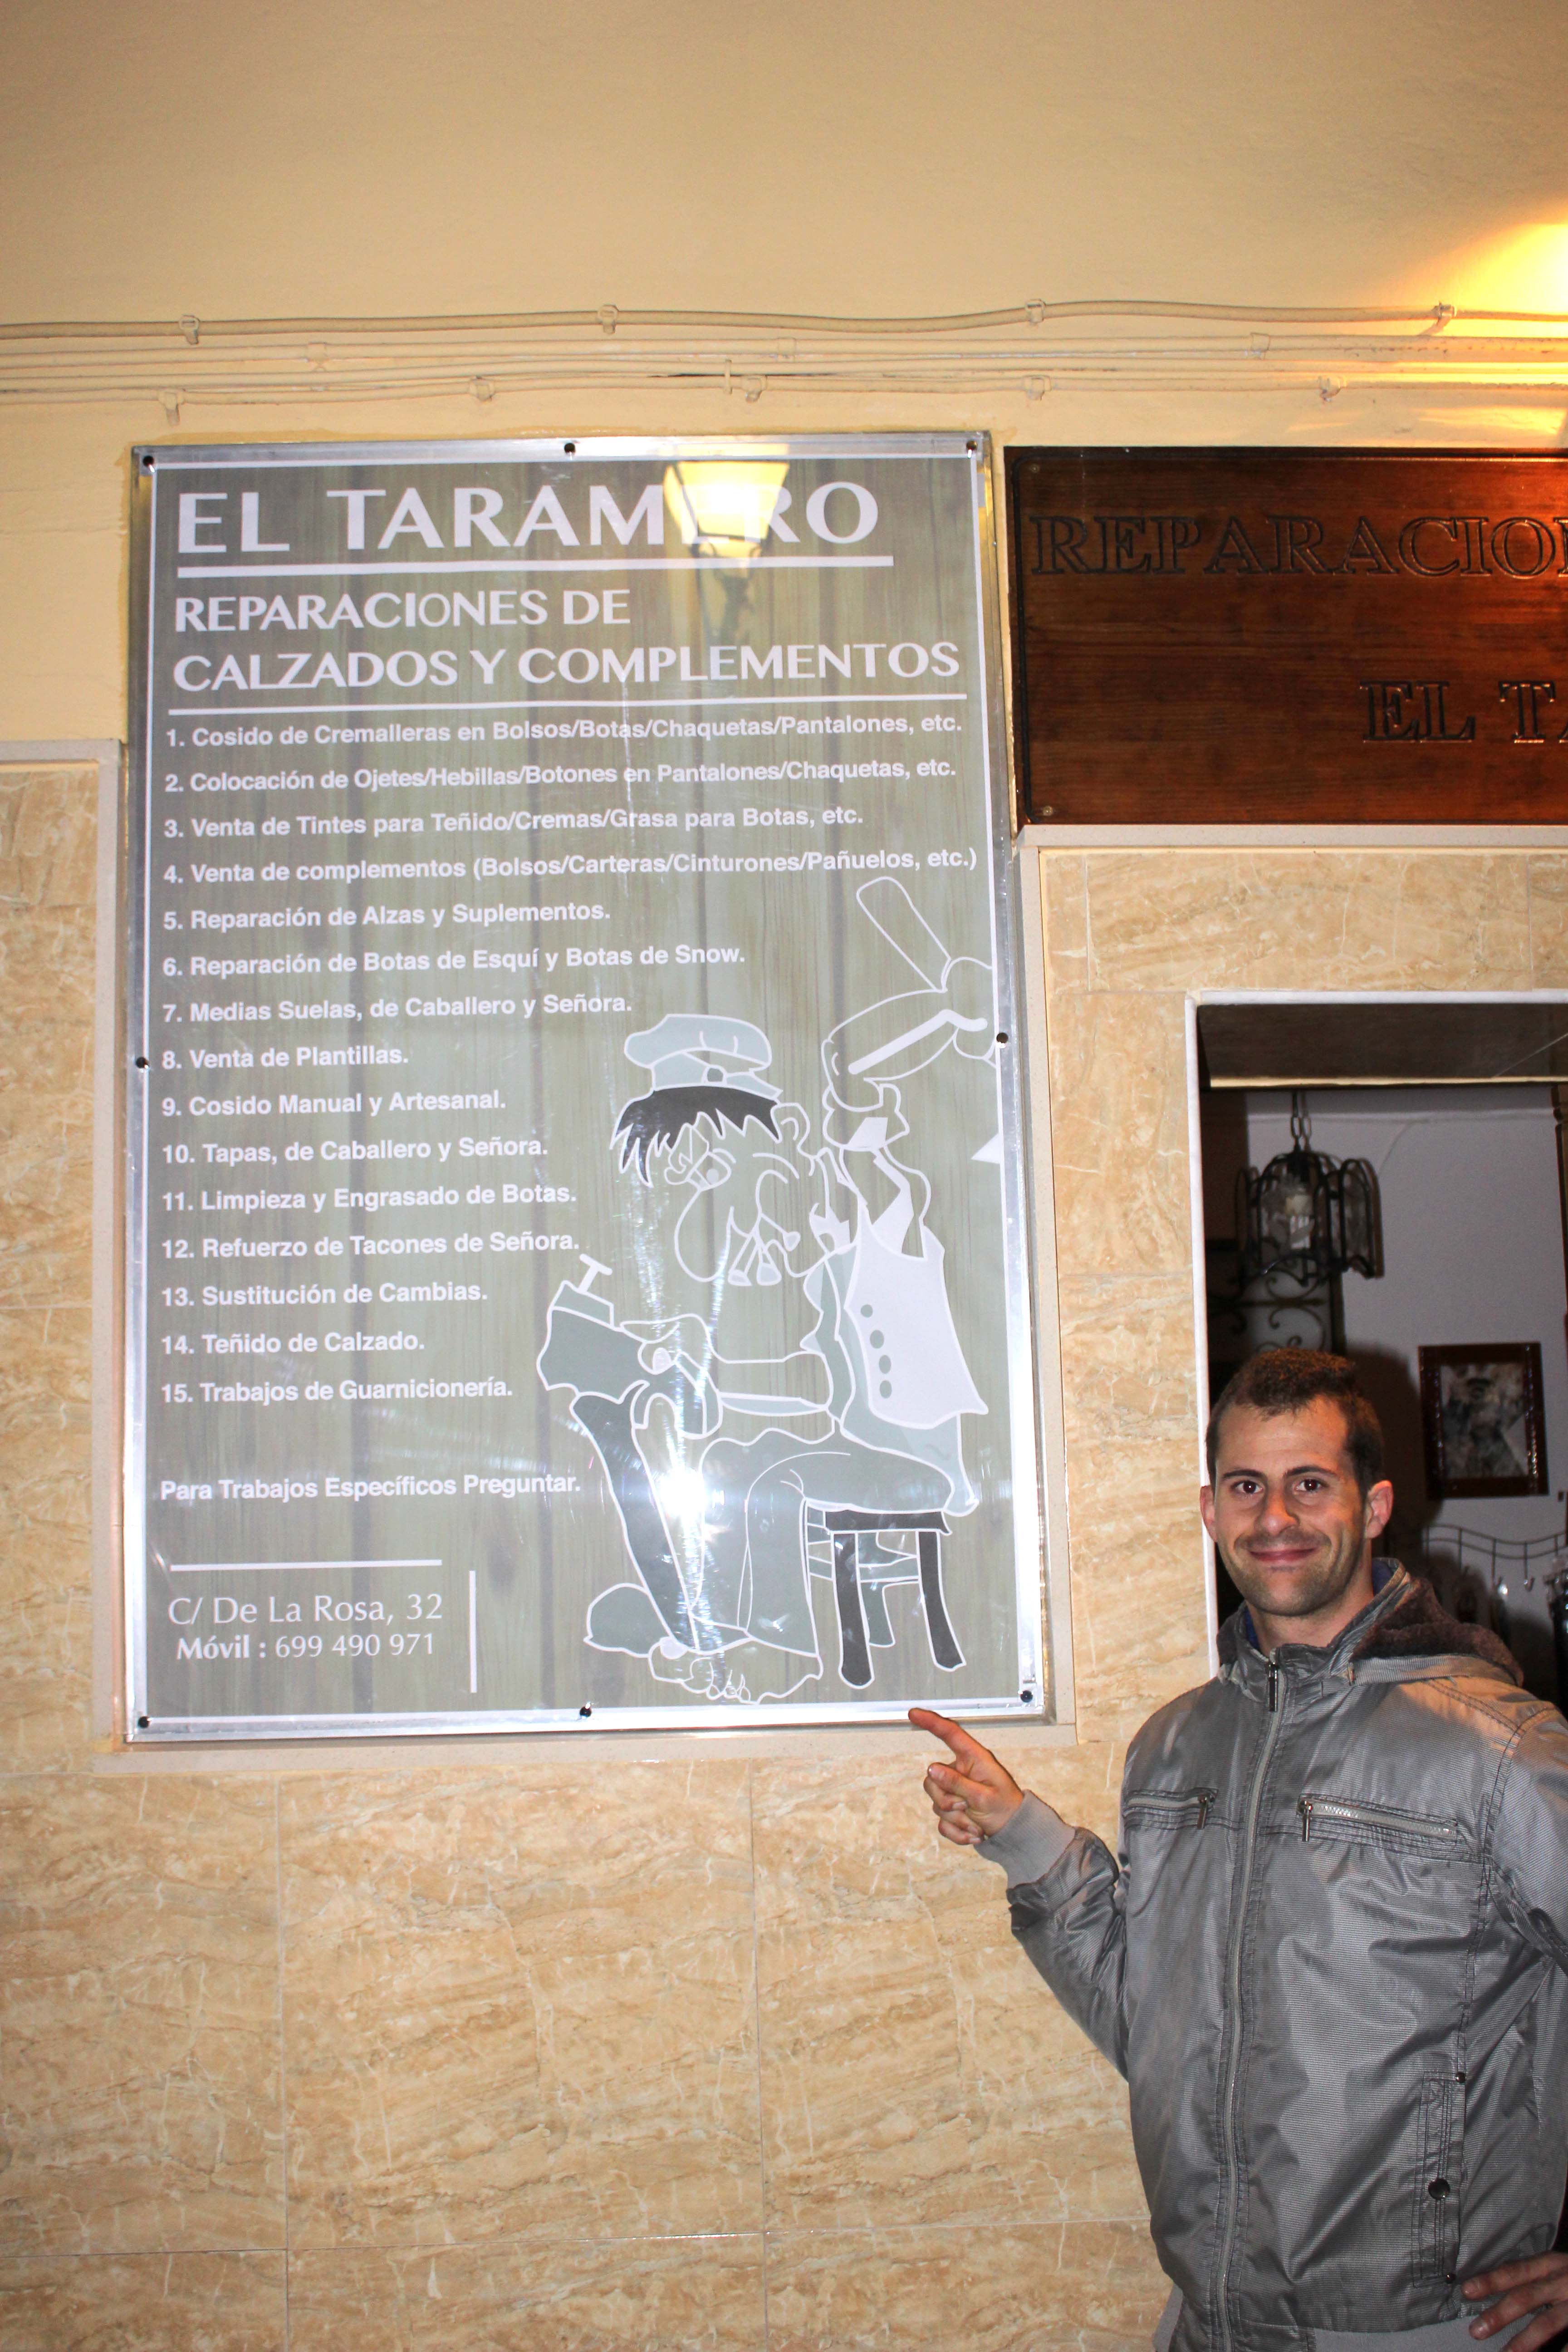 EL TARAMERO
REPARACIONES DE
CALZADOS Y COMPLEMENTOS
1. Cosido de Cremalleras en Bolsos/Botas/Chaquetas/Pantalones, etc.
2. Colocación de Ojetes/Hebillas/Botones en Pantalones/Chaquetas, etc.
3. Venta de Tintes para Teñido/Cremas/Grasa para Botas, etc.
4. Venta de complementos (Bolsos/Carteras/Cinturones/Pañuelos, etc.)
5. Reparación de Alzas y Suplementos.
6. Reparación de Botas de Esquí y Botas de Snow.
7. Medias Suelas, de Caballero y Señora.
8. Venta de Plantillas.
9. Cosido Manual y Artesanal.
10. Tapas, de Caballero y Señora.
11. Limpieza y Engrasado de Botas.
12. Refuerzo de Tacones de Señora.
13. Sustitución de Cambias.
14. Teñido de Calzado.
15. Trabajos de Guarnicionería.
Para Trabajos Específicos Preguntar.
C/ De La Rosa, 32
Móvil : 699 490 971
REPARACION
EL TA